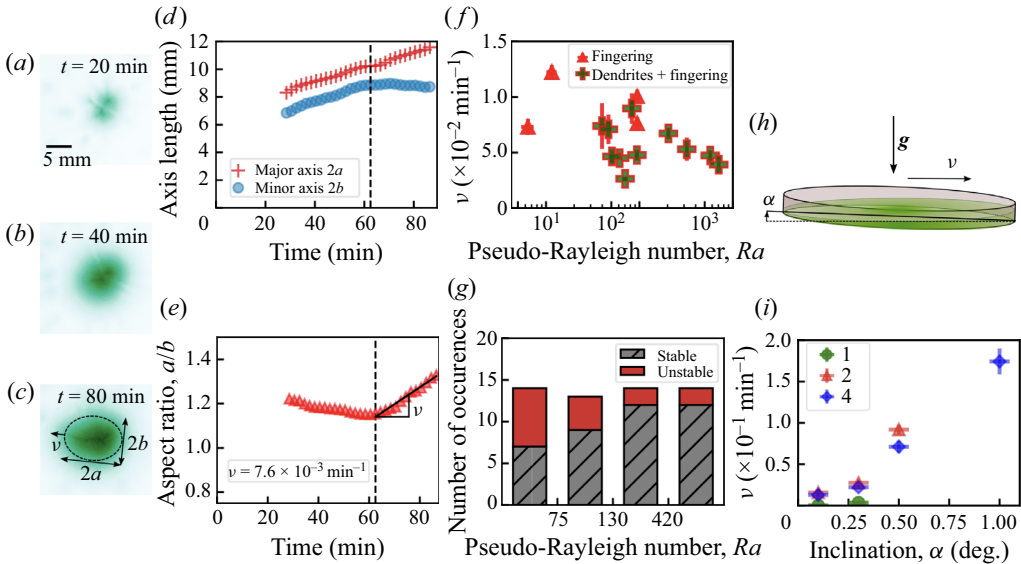 (a)
t = 20 min
5 mm
(b)
t = 40 min
(c)
t = 80 min
ν
2b
2a
(d)
Axis length (mm)
12
10
8
6
4
2
0
20
40
60
80
Major axis 2a
Minor axis 2b
Time (min)
(e)
Aspect ratio, a/b
1.4
1.2
1.0
0.8
0
20
40
60
80
ν
ν = 7.6 × 10⁻³ min⁻¹
Time (min)
(f)
ν (×10⁻² min⁻¹)
1.5
1.0
5.0
0
10¹
10²
10³
Fingering
Dendrites + fingering
Pseudo-Rayleigh number, Ra
(g)
Number of occurences
20
15
10
5
0
75
130
420
Stable
Unstable
Pseudo-Rayleigh number, Ra
(h)
g
ν
α
(i)
ν (×10⁻¹ min⁻¹)
2.0
1.5
1.0
5.0
0
0.25
0.50
1.00
1
2
4
Inclination, α (deg.)